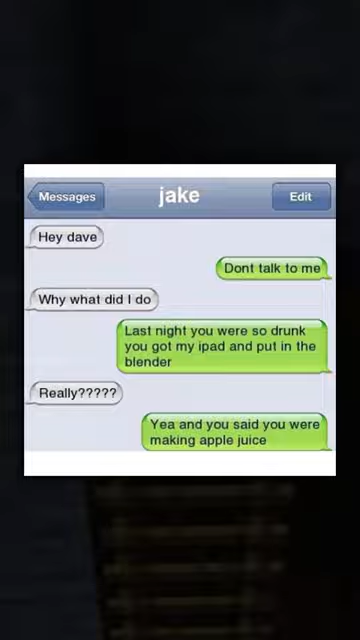 Messages
jake
Edit
Hey dave
Dont talk to me
Why what did I do
Last night you were so drunk
you got my ipad and put in the
blender
Really?????
Yea and you said you were
making apple juice